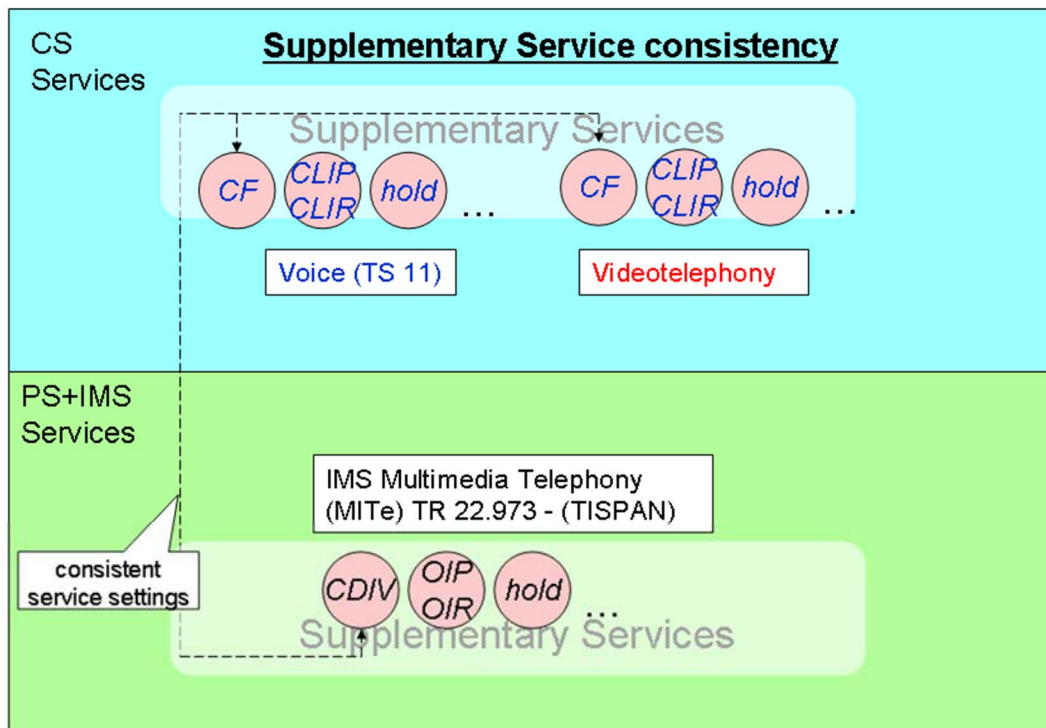 CS
Services
Supplementary Service consistency
Supplementary Services
CF
CLIP
CLIR
hold
...
CF
CLIP
CLIR
hold
...
Voice (TS 11)
Videotelephony
PS+IMS
Services
IMS Multimedia Telephony
(MITe) TR 22.973 - (TISPAN)
consistent
service settings
CDIV
OIP
OIR
hold
...
Supplementary Services